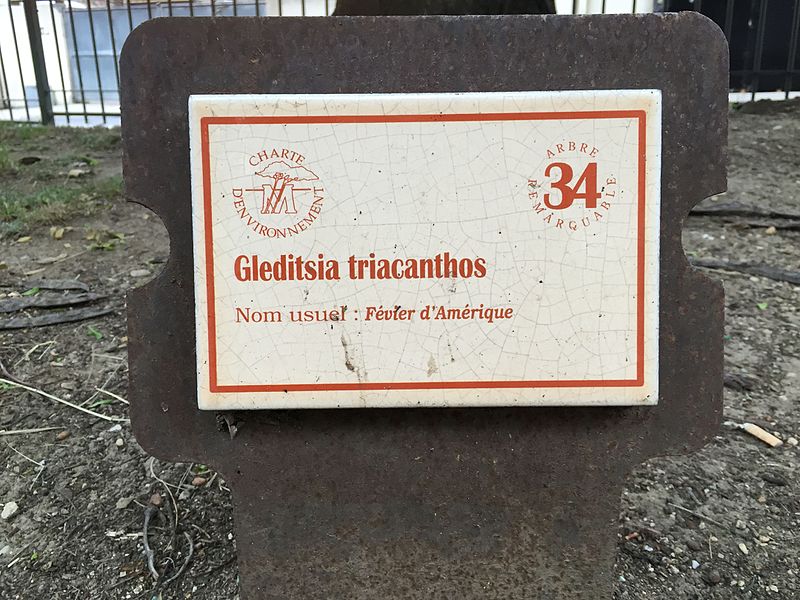 CHARTE
D'ENVIRONNEMENT
ARBRE
34
REMARQUABLE
Gleditsia triacanthos
Nom usuel : Févier d'Amérique